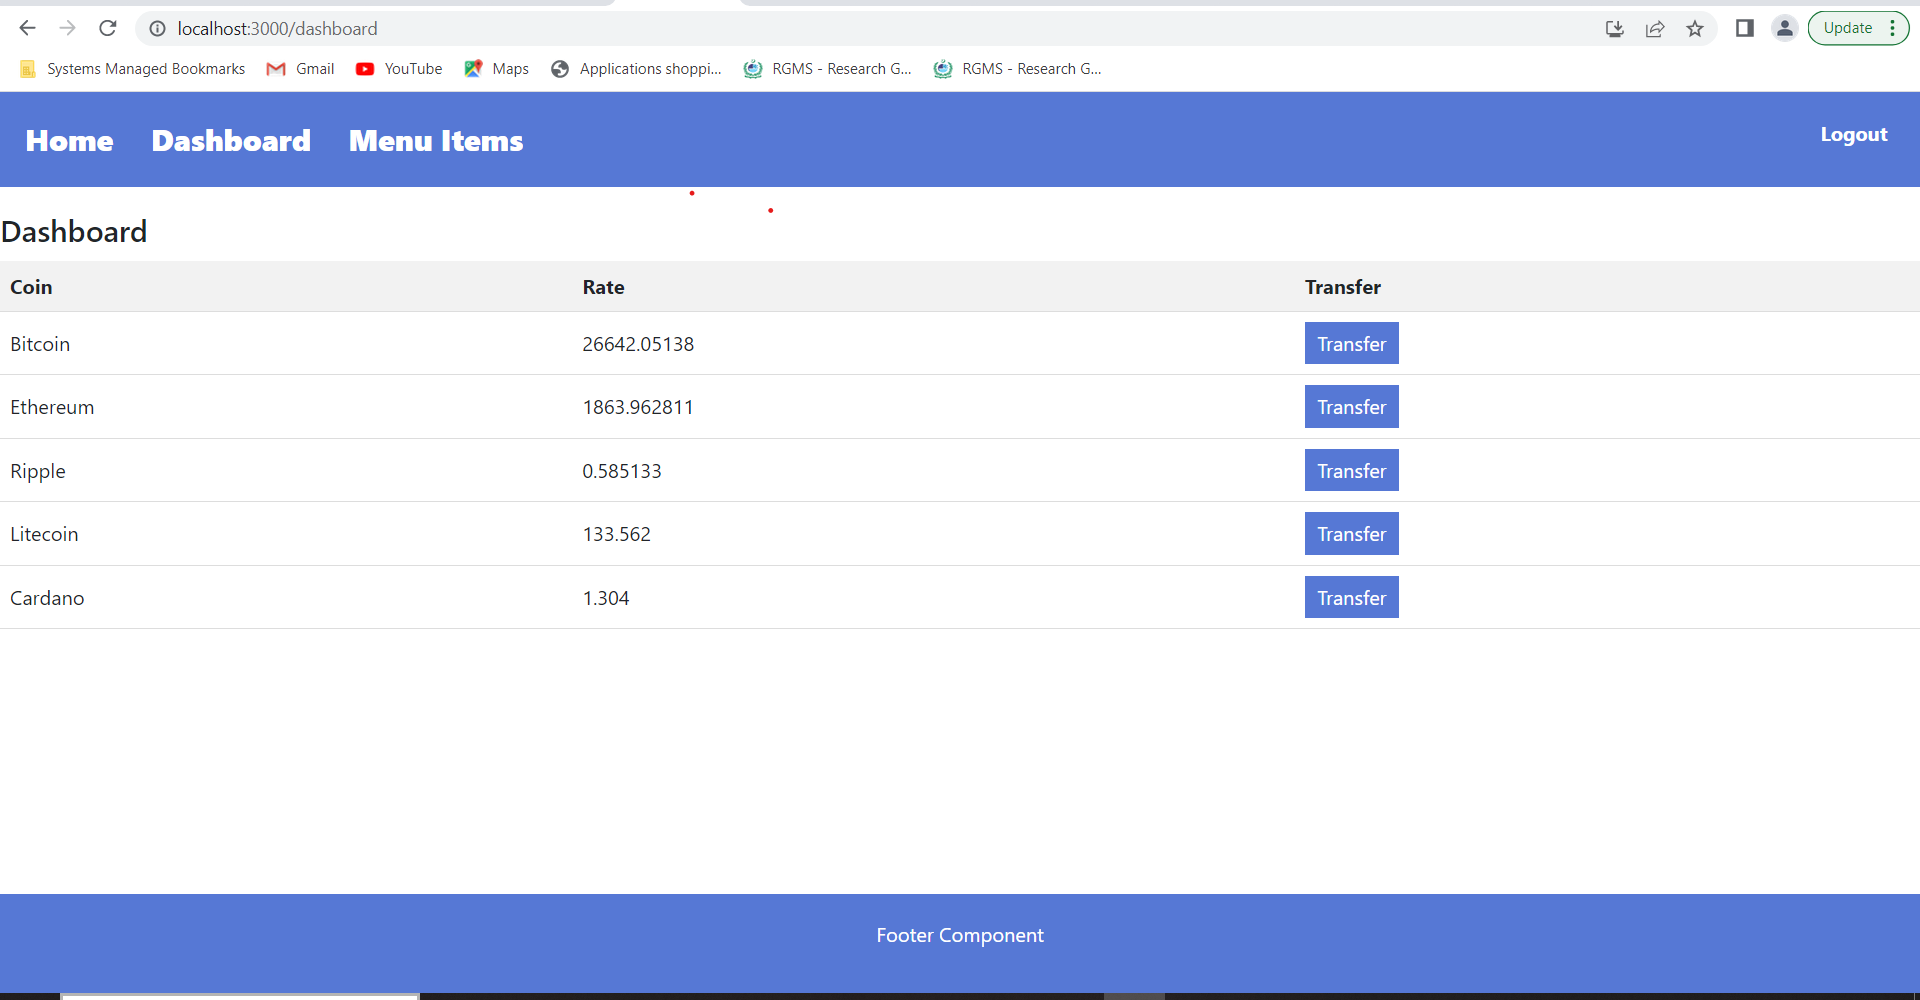 localhost:3000/dashboard Update
Systems Managed Bookmarks Gmail YouTube Maps Applications shoppi... RGMS - Research G... RGMS - Research G...
Home Dashboard Menu Items Logout
Dashboard
Coin Rate Transfer
Bitcoin 26642.05138 Transfer
Ethereum 1863.962811 Transfer
Ripple 0.585133 Transfer
Litecoin 133.562 Transfer
Cardano 1.304 Transfer
Footer Component